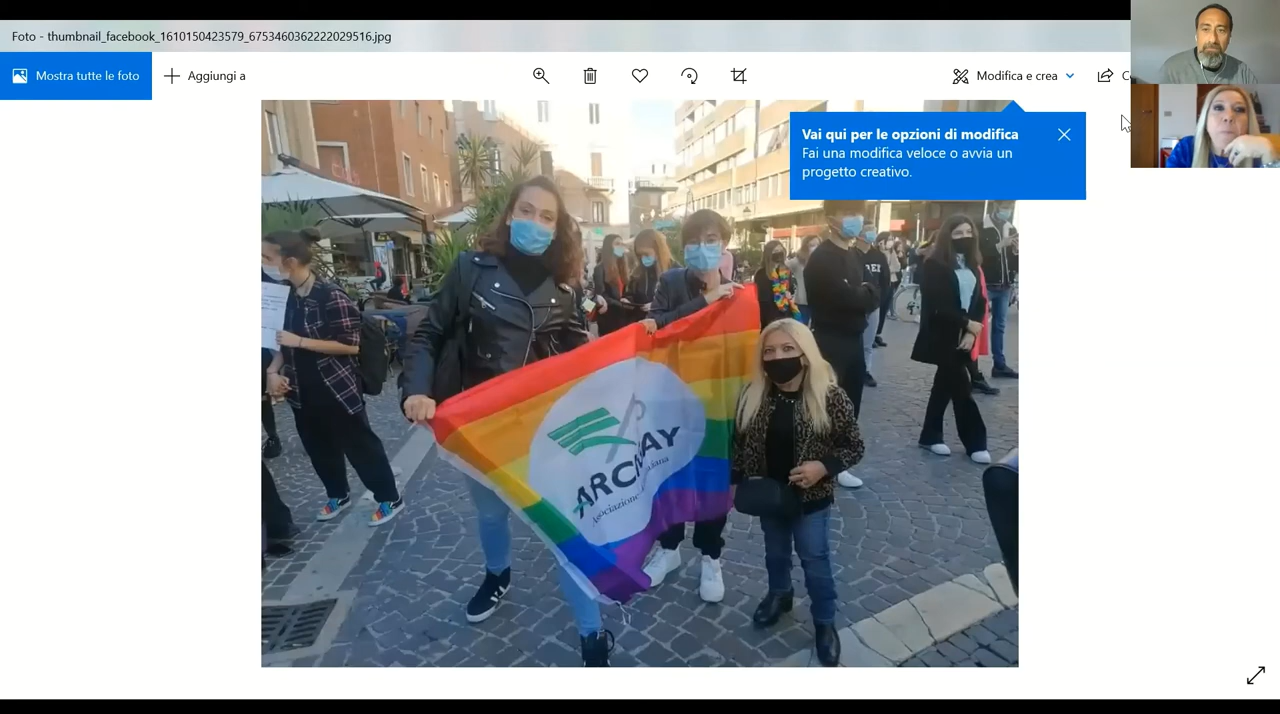 Foto - thumbnail_facebook_1610150423579_6753460362222029516.jpg
Mostra tutte le foto
Aggiungi a
Modifica e crea
Vai qui per le opzioni di modifica
Fai una modifica veloce o avvia un
progetto creativo.
Associazione